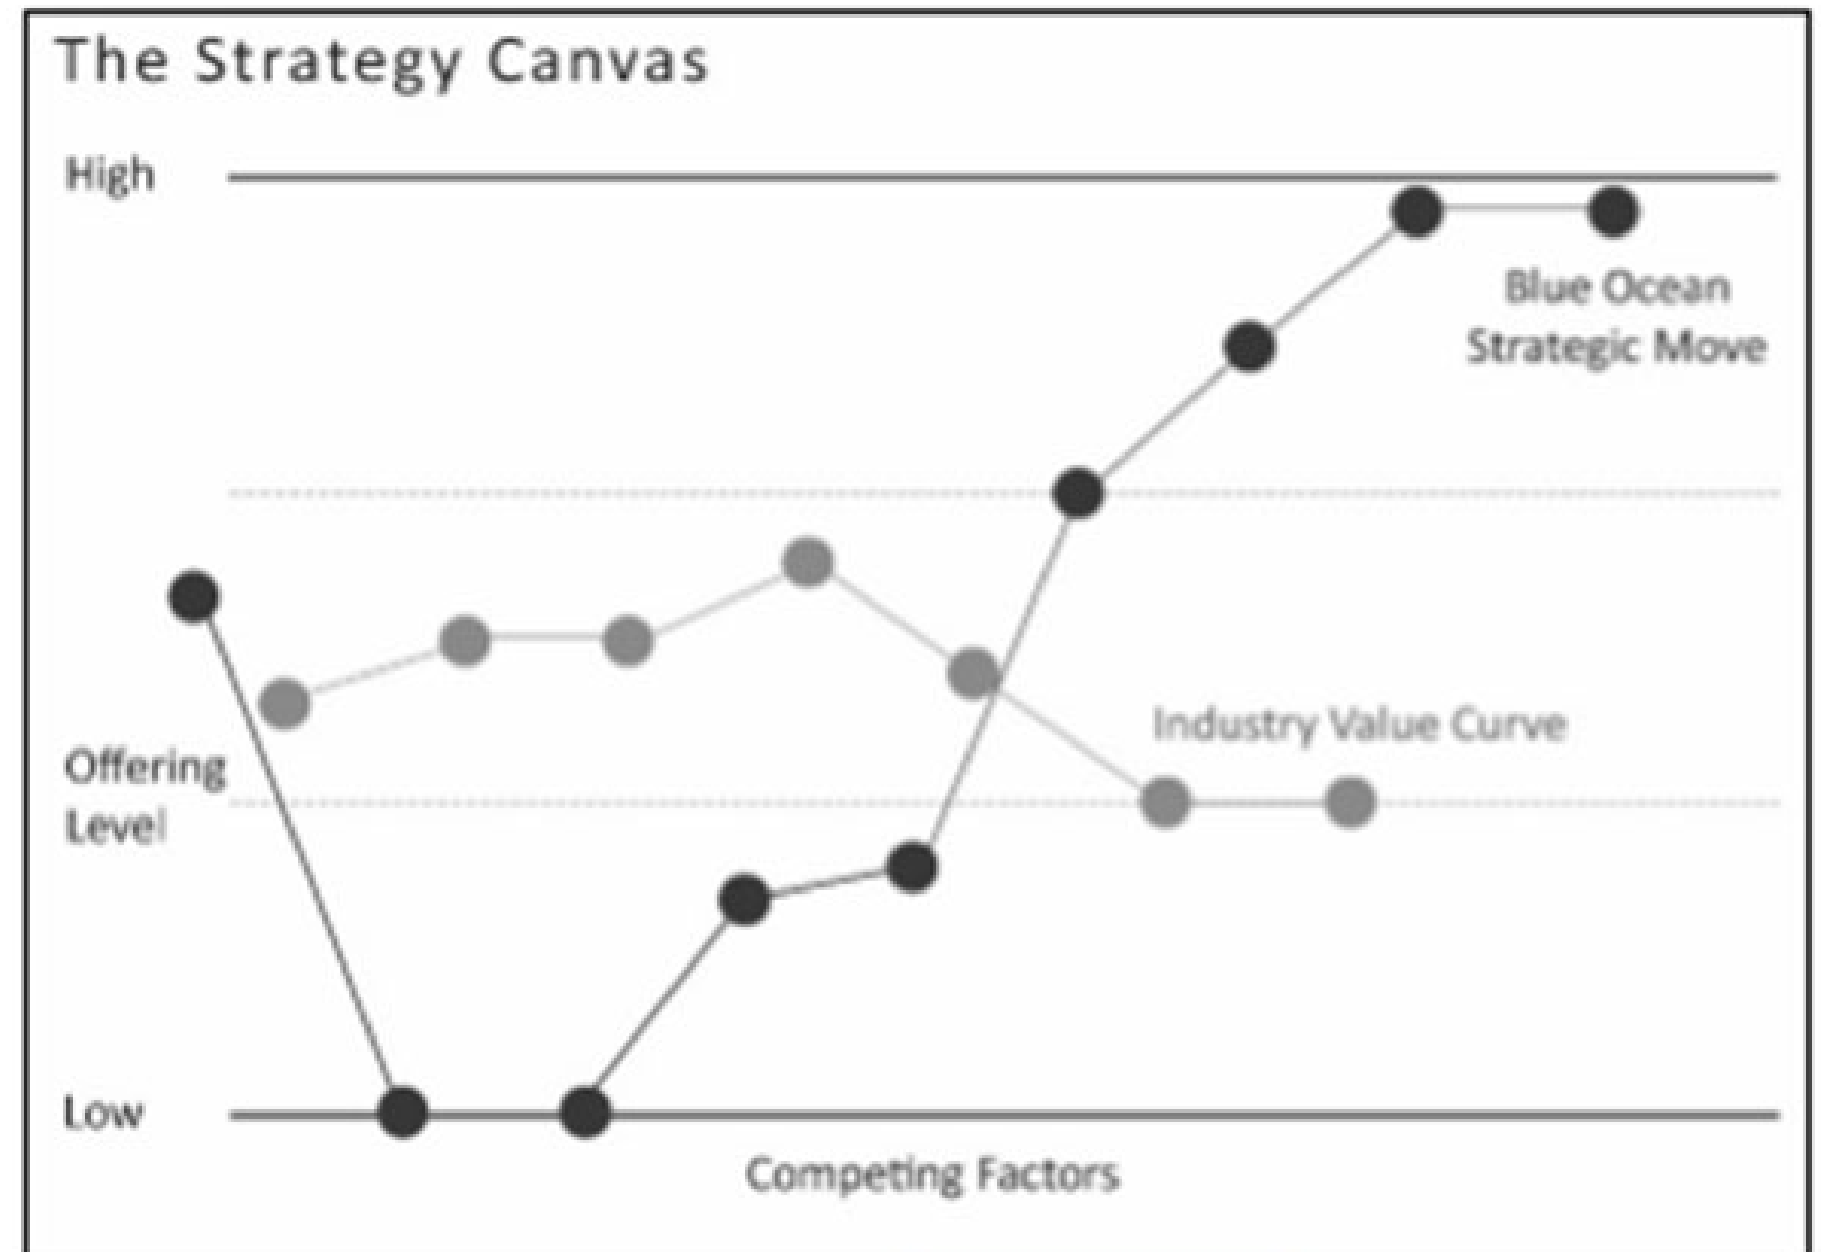 The Strategy Canvas
High
Blue Ocean
Strategic Move
Industry Value Curve
Offering
Level
Low
Competing Factors